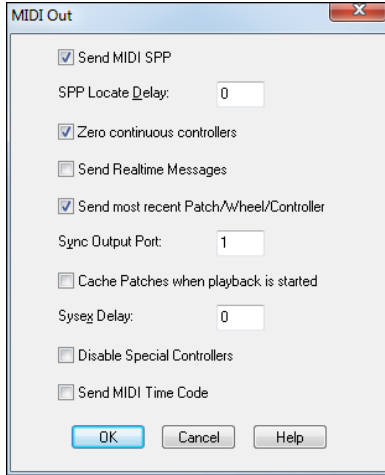 MIDI Out
Send MIDI SPP
SPP Locate Delay: 0
Zero continuous controllers
Send Realtime Messages
Send most recent Patch/Wheel/Controller
Sync Output Port: 1
Cache Patches when playback is started
Sysex Delay: 0
Disable Special Controllers
Send MIDI Time Code
OK Cancel Help